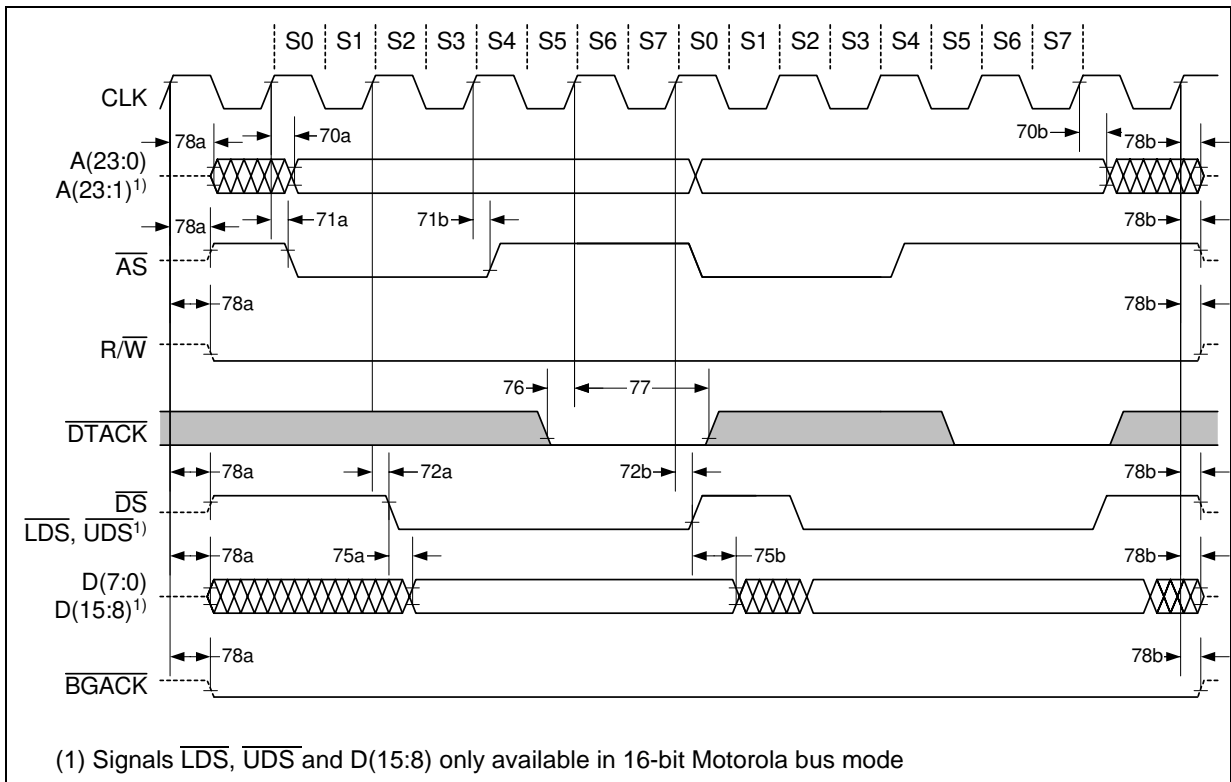 S0 S1 S2 S3 S4 S5 S6 S7 S0 S1 S2 S3 S4 S5 S6 S7
CLK
78a 70a 70b 78b
A(23:0)
A(23:1)1)
78a 71a 71b 78b
AS
78a 78b
R/W
76 77
DTACK
78a 72a 72b 78b
DS
LDS, UDS1)
78a 75a 75b 78b
D(7:0)
D(15:8)1)
78a 78b
BGACK
(1) Signals LDS, UDS and D(15:8) only available in 16-bit Motorola bus mode